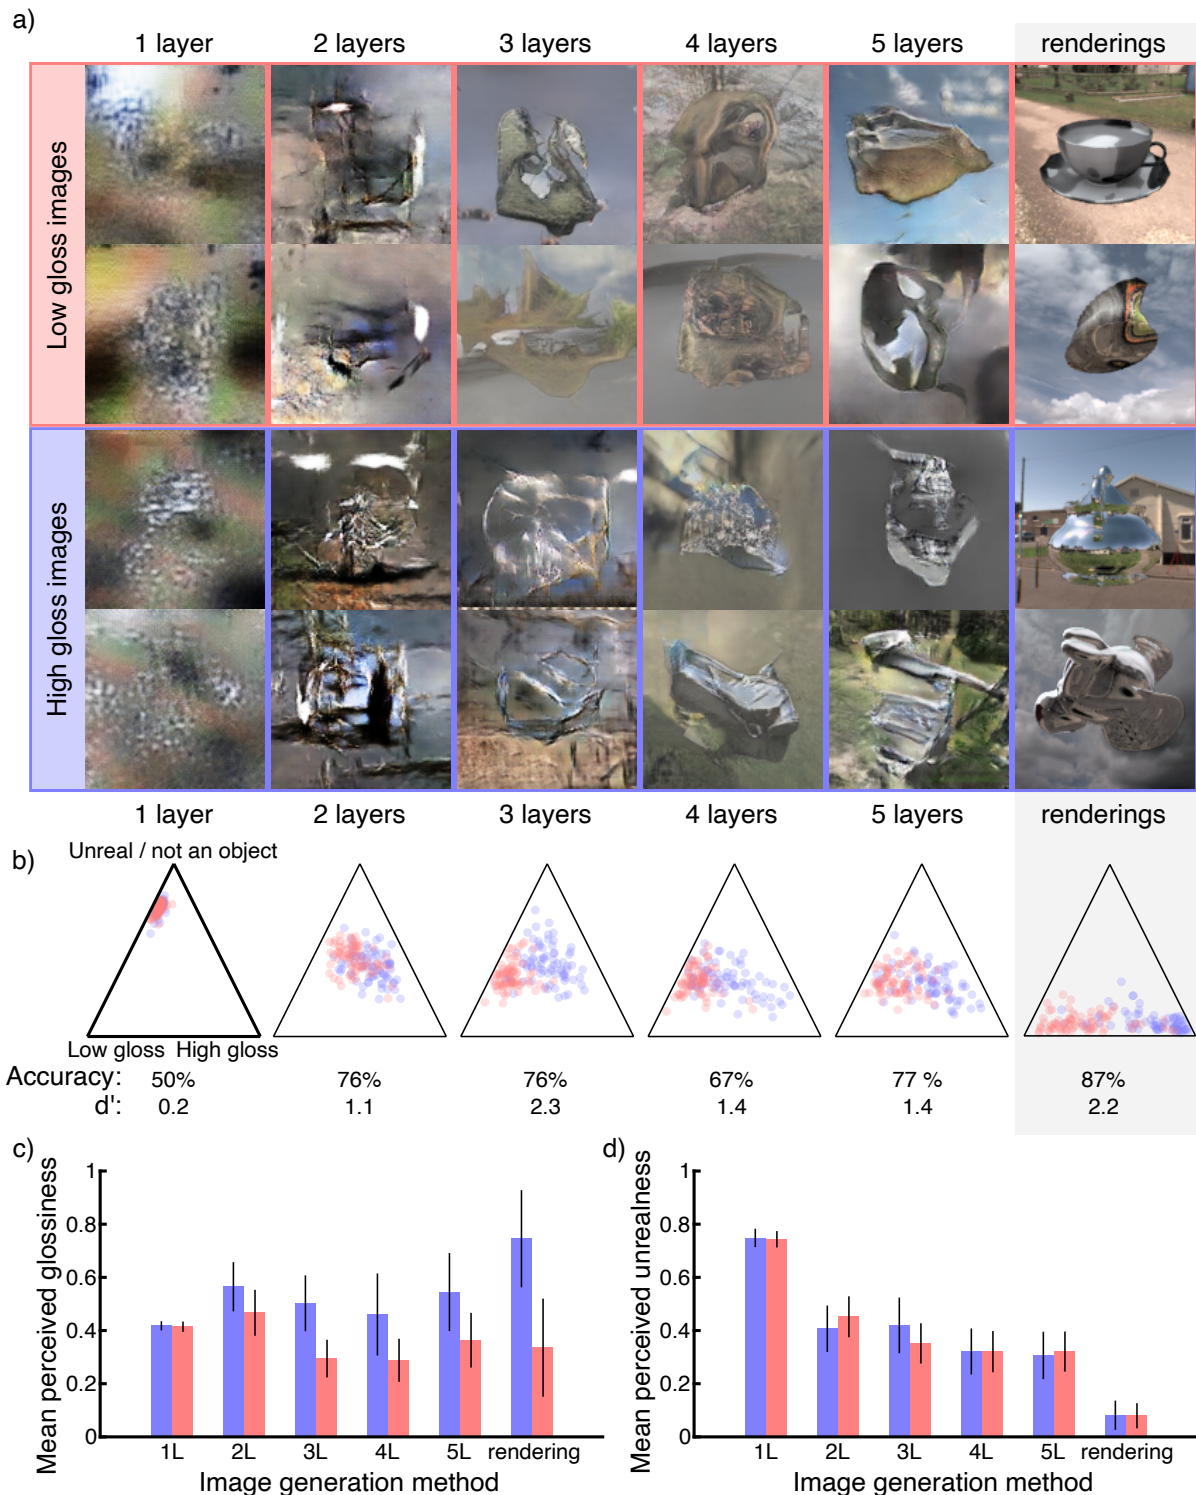 a)
1 layer 2 layers 3 layers 4 layers 5 layers renderings
Low gloss images
High gloss images
1 layer 2 layers 3 layers 4 layers 5 layers renderings
b)
Unreal / not an object
Low gloss High gloss
Accuracy: 50% 76% 76% 67% 77 % 87%
d': 0.2 1.1 2.3 1.4 1.4 2.2
c)
Mean perceived glossiness
1
0.8
0.6
0.4
0.2
0
1L 2L 3L 4L 5L rendering
Image generation method
d)
Mean perceived unrealness
1
0.8
0.6
0.4
0.2
0
1L 2L 3L 4L 5L rendering
Image generation method